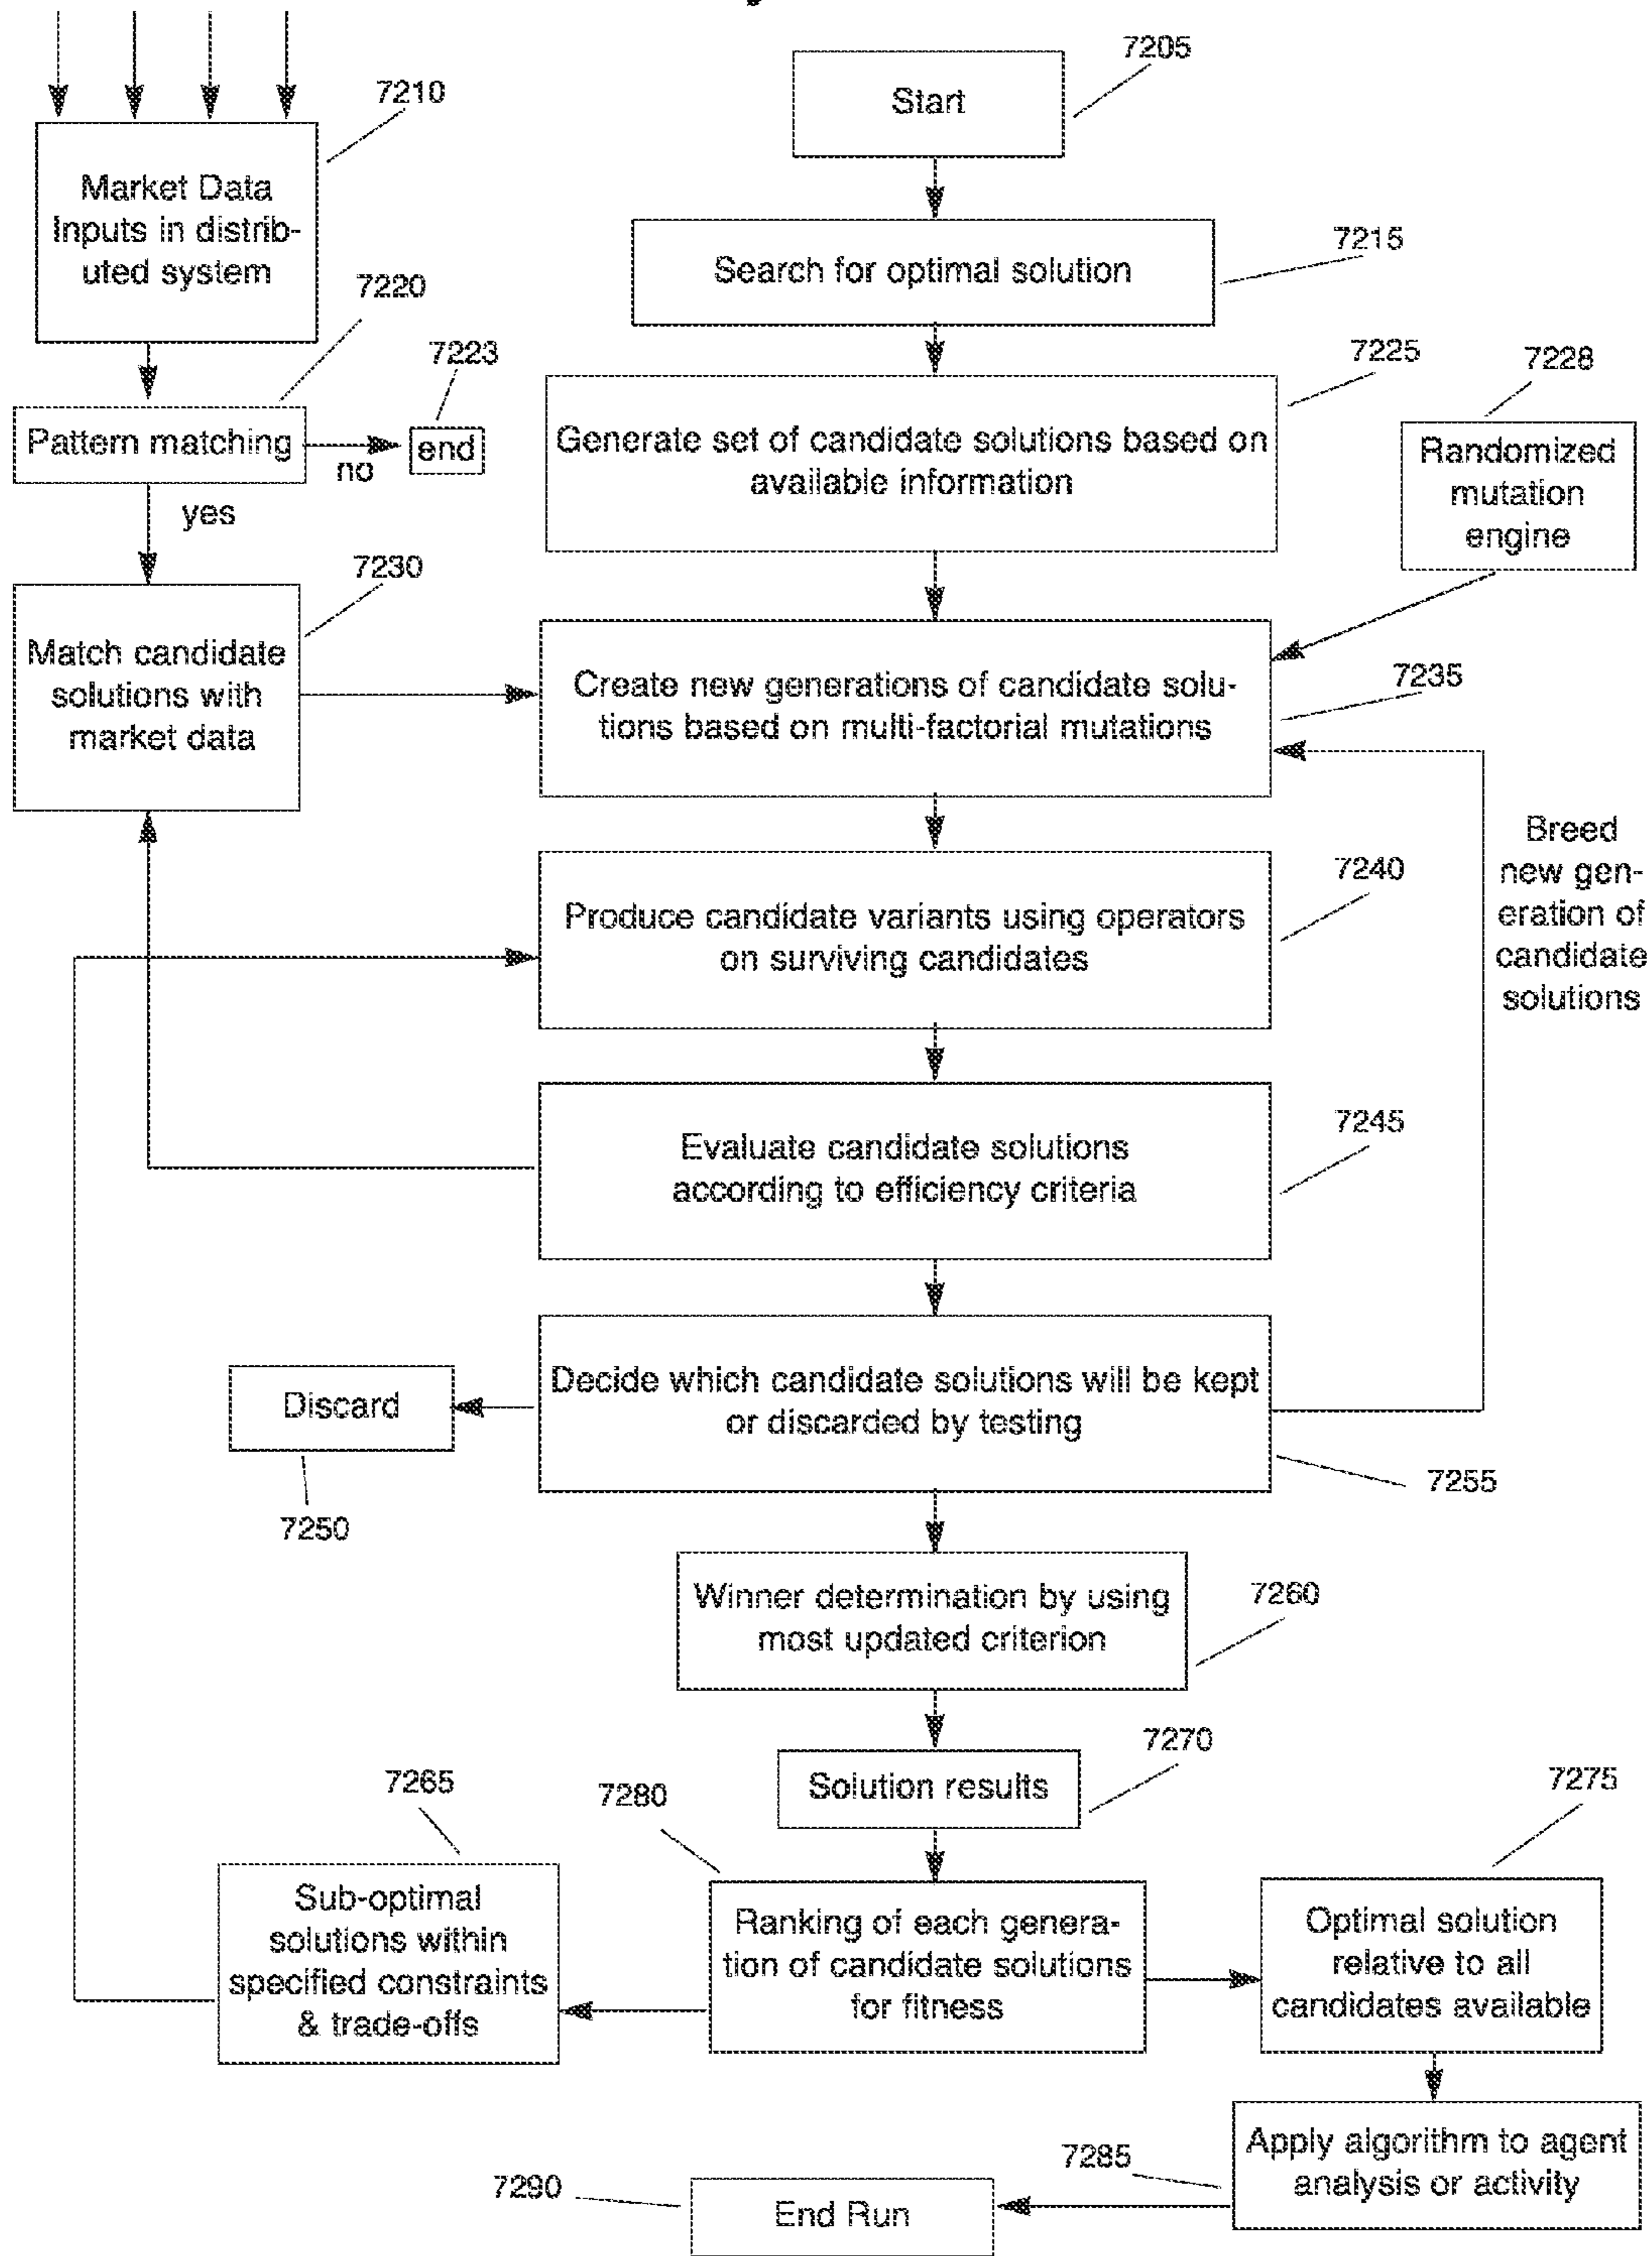 7205
Start
7210
Market Data
Inputs in distrib-
uted system
7215
Search for optimal solution
7220
7223
Pattern matching
no
end
yes
7225
Generate set of candidate solutions based on
available information
7228
Randomized
mutation
engine
7230
Match candidate
solutions with
market data
7235
Create new generations of candidate solu-
tions based on multi-factorial mutations
Breed
new gen-
eration of
candidate
solutions
7240
Produce candidate variants using operators
on surviving candidates
7245
Evaluate candidate solutions
according to efficiency criteria
Discard
7250
Decide which candidate solutions will be kept
or discarded by testing
7255
Winner determination by using
most updated criterion
7260
7270
Solution results
7265
7280
7275
Sub-optimal
solutions within
specified constraints
& trade-offs
Ranking of each genera-
tion of candidate solutions
for fitness
Optimal solution
relative to all
candidates available
7285
Apply algorithm to agent
analysis or activity
7290
End Run